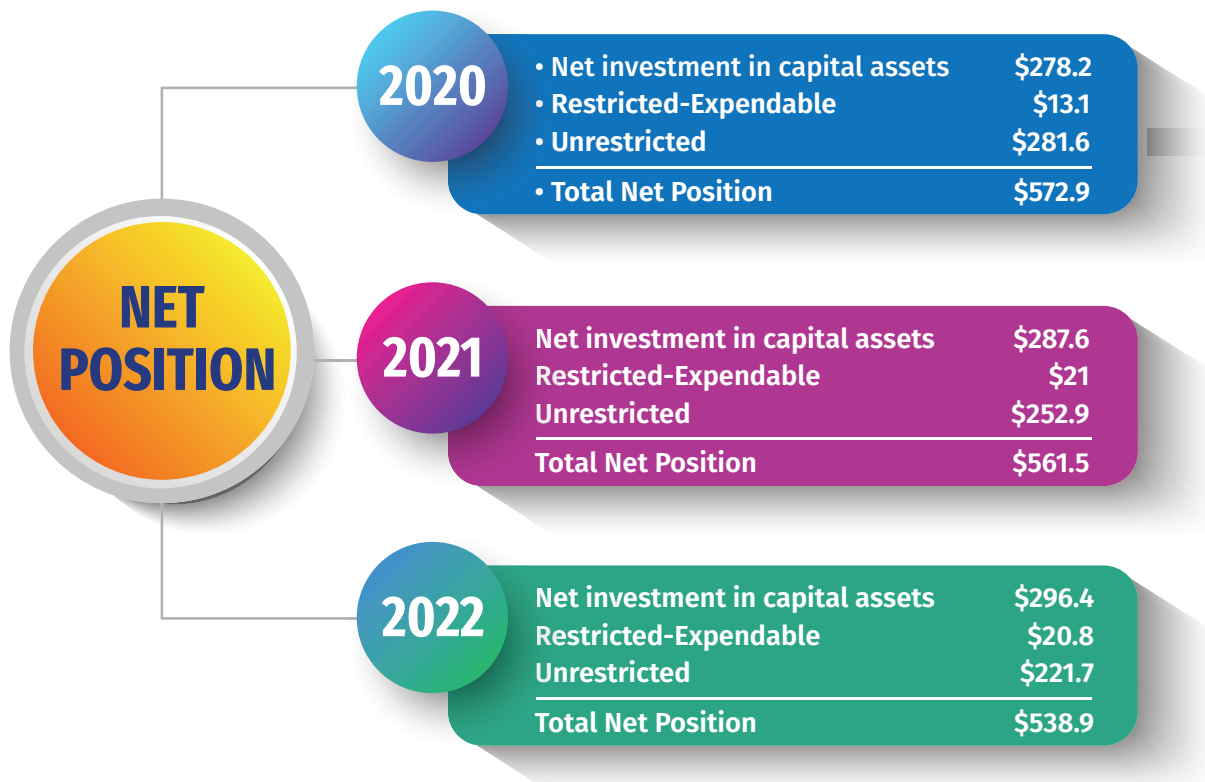 NET
POSITION
2020
• Net investment in capital assets $278.2
• Restricted-Expendable $13.1
• Unrestricted $281.6
• Total Net Position $572.9
2021
Net investment in capital assets $287.6
Restricted-Expendable $21
Unrestricted $252.9
Total Net Position $561.5
2022
Net investment in capital assets $296.4
Restricted-Expendable $20.8
Unrestricted $221.7
Total Net Position $538.9